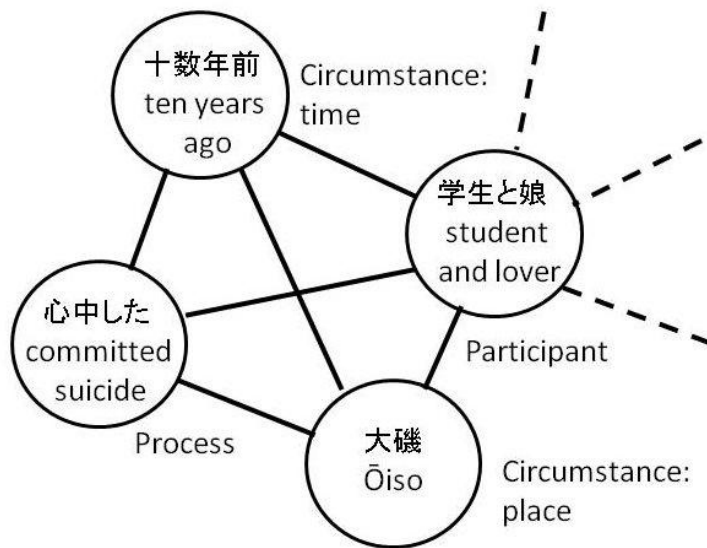 十数年前
ten years
ago
Circumstance:
time
学生と娘
student
and lover
心中した
committed
suicide
Participant
Process
大磯
Ōiso
Circumstance:
place